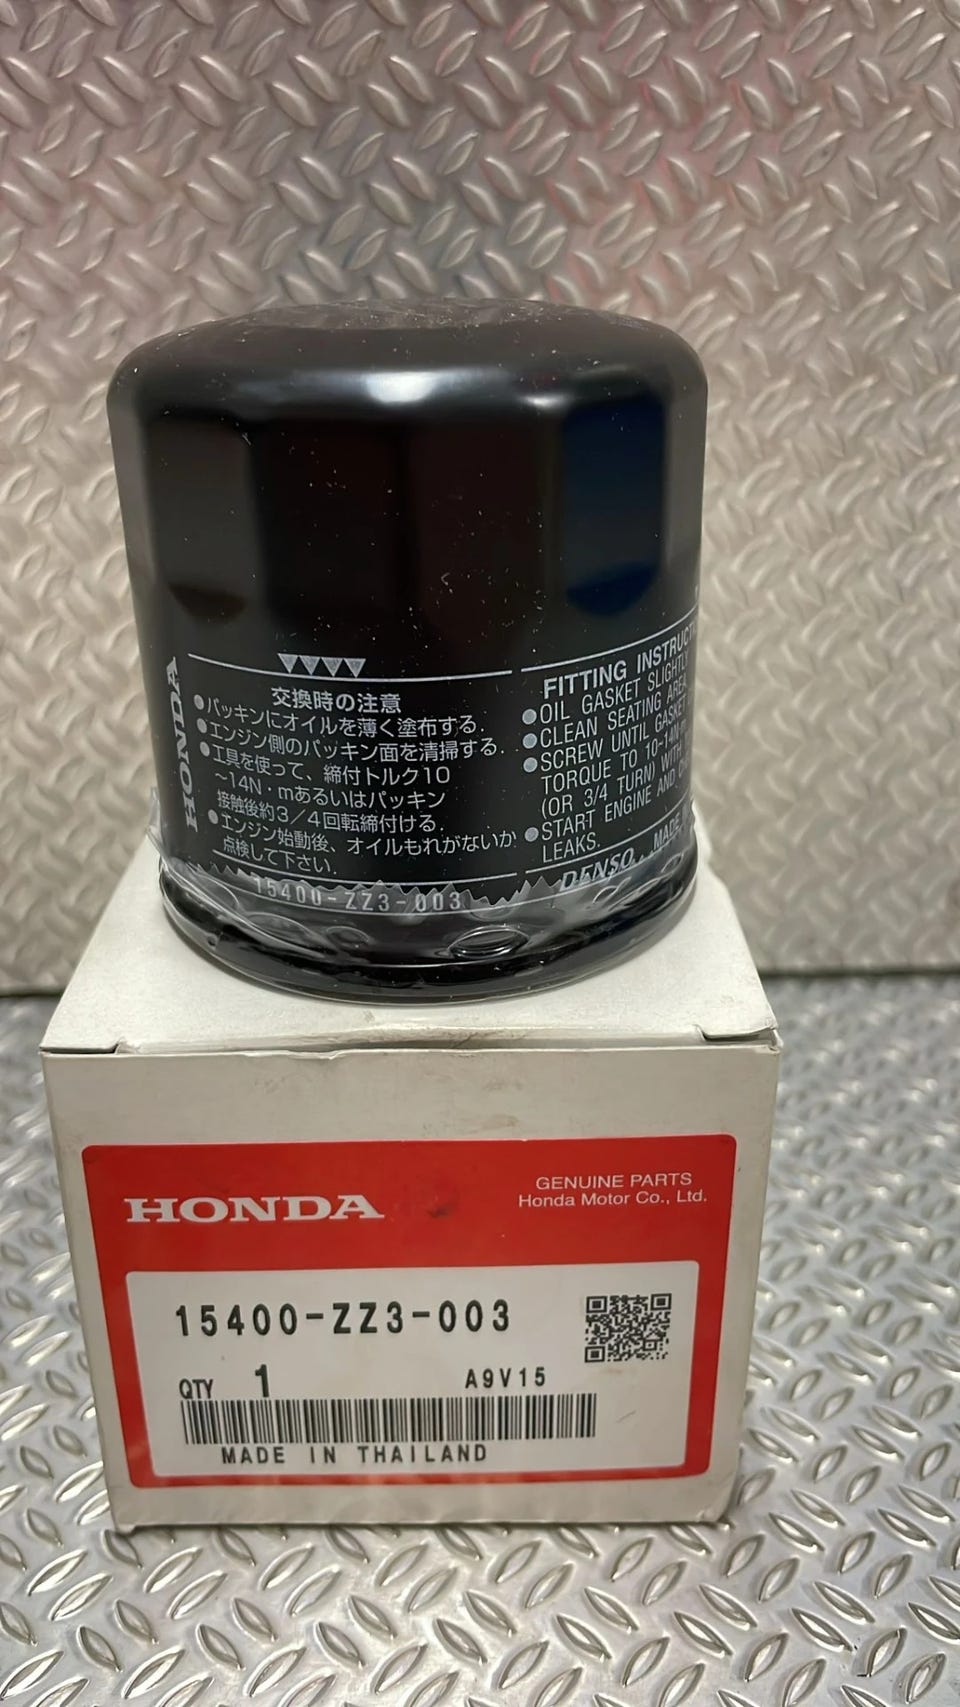 HONDA
交換時の注意
●パッキンにオイルを薄く塗布する.
●エンジン側のパッキン面を清掃する.
●工具を使って、締付トルク10
～14N・mあるいはパッキン
接触後約3／4回転締付ける.
●エンジン始動後、オイルもれがないか
点検して下さい.
15400-ZZ3-003
FITTING INSTRUCT
●OIL GASKET SLIGHTLY
●CLEAN SEATING AREA
●SCREW UNTIL GASKET
TORQUE TO 10-14N
(OR 3/4 TURN) WITH
●START ENGINE AND
LEAKS.
DENSO MADE
HONDA
GENUINE PARTS
Honda Motor Co., Ltd.
15400-ZZ3-003
QTY 1 A9V15
MADE IN THAILAND